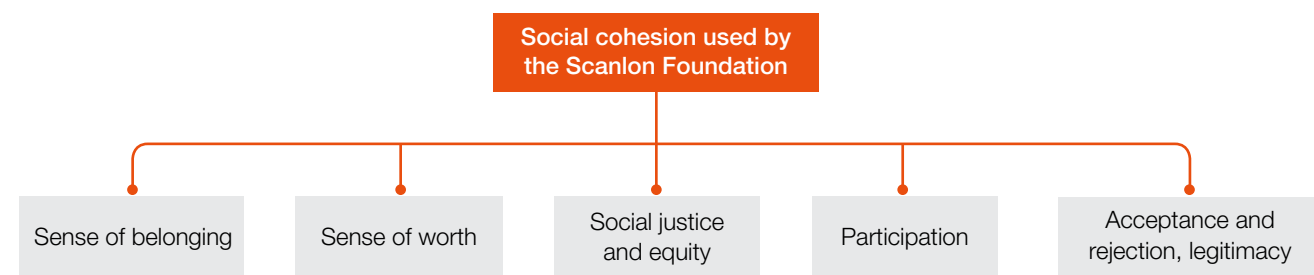 Social cohesion used by
the Scanlon Foundation
Sense of belonging
Sense of worth
Social justice
and equity
Participation
Acceptance and
rejection, legitimacy